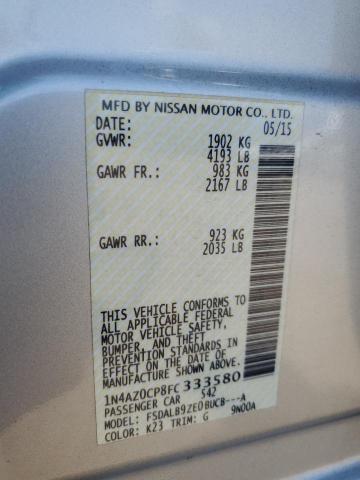 MFD BY NISSAN MOTOR CO., LTD.
DATE: 05/15
GVWR: 1902 KG
4193 LB
GAWR FR.: 983 KG
2167 LB
GAWR RR.: 923 KG
2035 LB
THIS VEHICLE CONFORMS TO
ALL APPLICABLE FEDERAL
MOTOR VEHICLE SAFETY,
BUMPER, AND THEFT
PREVENTION STANDARDS IN
EFFECT ON THE DATE OF
MANUFACTURE SHOWN ABOVE.
1N4AZ0CP8FC333580
PASSENGER CAR 542
MODEL: FSDALB9ZE0BUCB---A
COLOR: K23 TRIM: G 9N00A